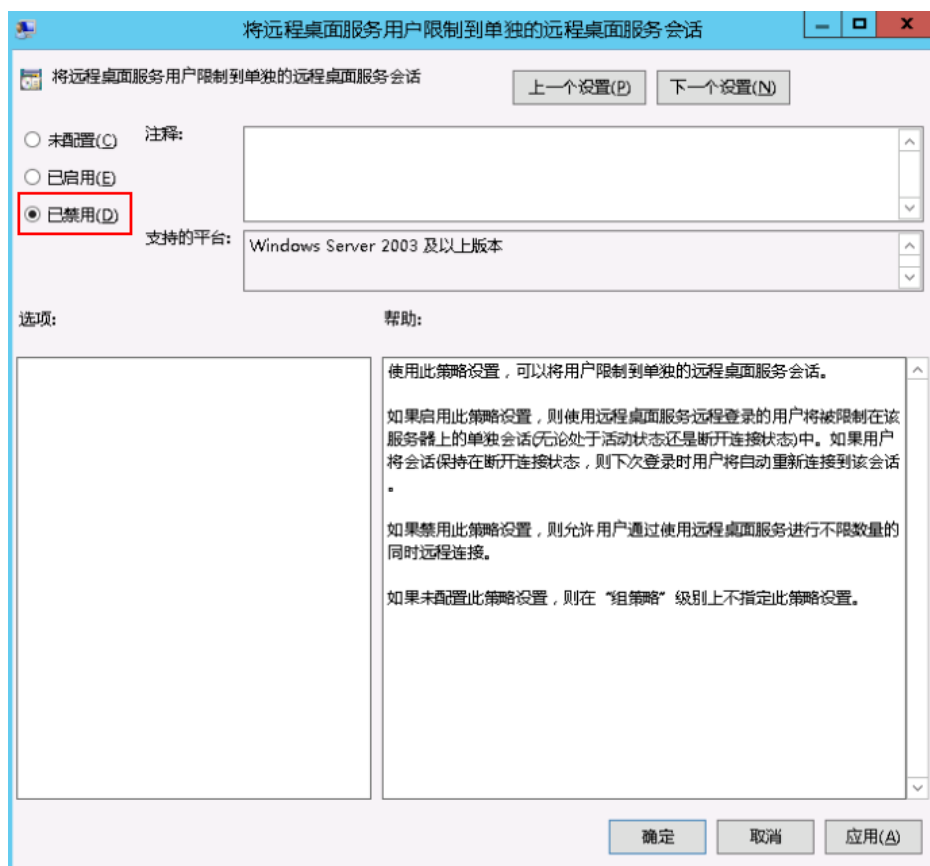 将远程桌面服务用户限制到单独的远程桌面服务会话
将远程桌面服务用户限制到单独的远程桌面服务会话
上一个设置(P)
下一个设置(N)
未配置(C)
注释:
已启用(E)
已禁用(D)
支持的平台:
Windows Server 2003 及以上版本
选项:
帮助:
使用此策略设置，可以将用户限制到单独的远程桌面服务会话。
如果启用此策略设置，则使用远程桌面服务远程登录的用户将被限制在该
服务器上的单独会话(无论处于活动状态还是断开连接状态)中。如果用户
将会话保持在断开连接状态，则下次登录时用户将自动重新连接到该会话
。
如果禁用此策略设置，则允许用户通过使用远程桌面服务进行不限数量的
同时远程连接。
如果未配置此策略设置，则在“组策略”级别上不指定此策略设置。
确定
取消
应用(A)